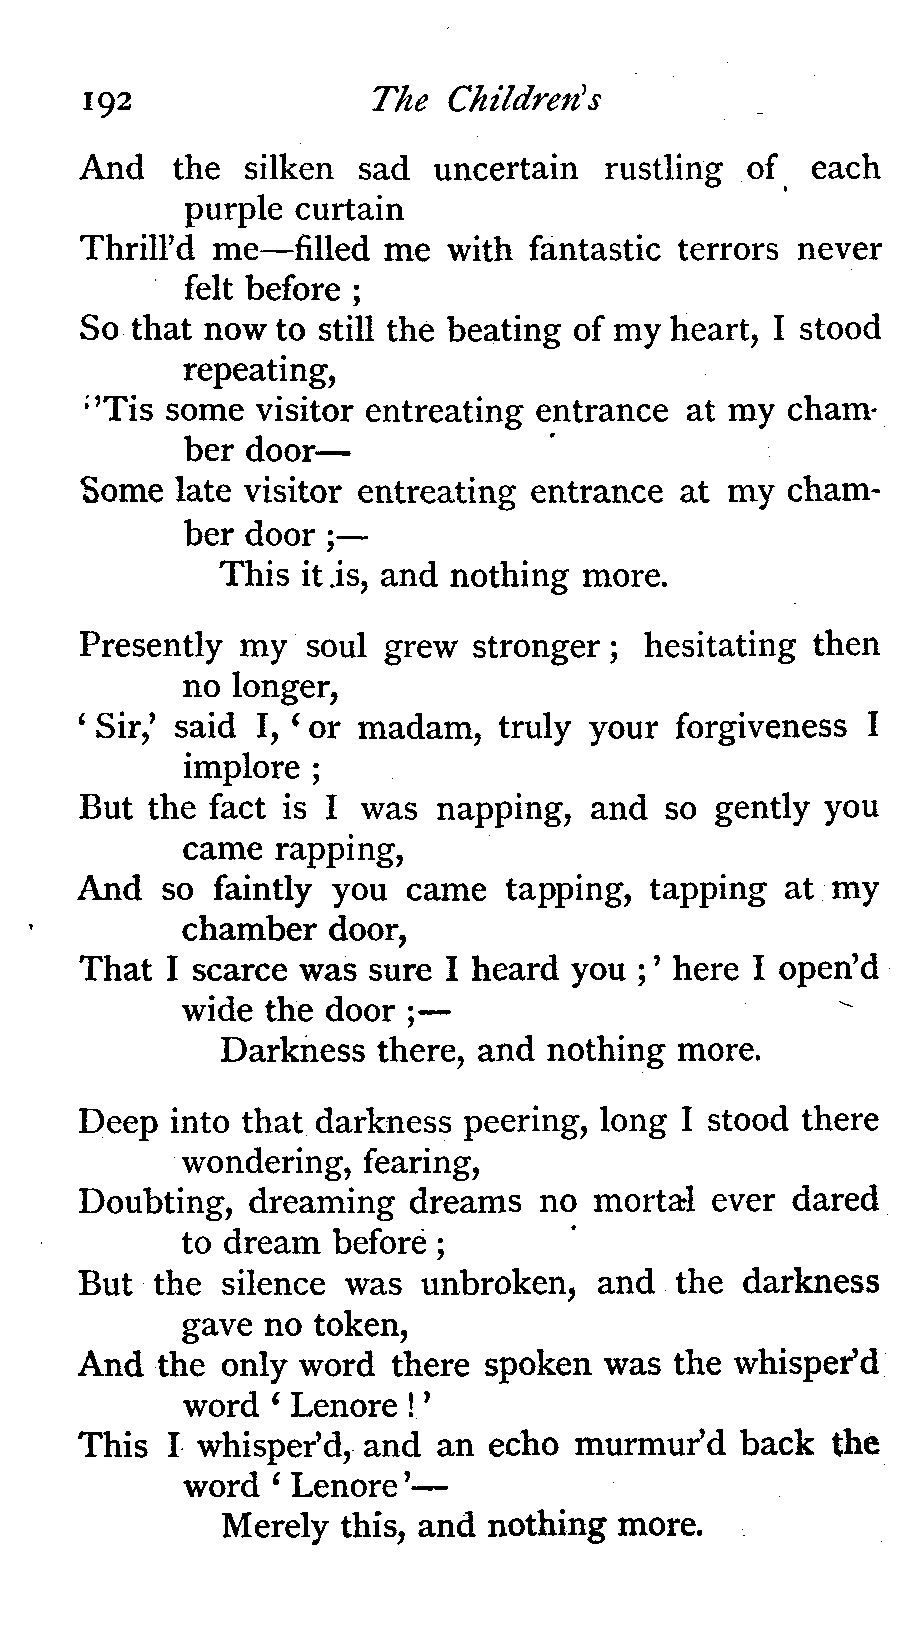 192 The Children's
And the silken sad uncertain rustling of each
purple curtain
Thrill'd me—filled me with fantastic terrors never
felt before ;
So that now to still the beating of my heart, I stood
repeating,
''Tis some visitor entreating entrance at my cham-
ber door—
Some late visitor entreating entrance at my cham-
ber door ;—
This it is, and nothing more.
Presently my soul grew stronger ; hesitating then
no longer,
‘ Sir,’ said I, ‘ or madam, truly your forgiveness I
implore ;
But the fact is I was napping, and so gently you
came rapping,
And so faintly you came tapping, tapping at my
chamber door,
That I scarce was sure I heard you ; ’ here I open'd
wide the door ;—
Darkness there, and nothing more.
Deep into that darkness peering, long I stood there
wondering, fearing,
Doubting, dreaming dreams no mortal ever dared
to dream before ;
But the silence was unbroken, and the darkness
gave no token,
And the only word there spoken was the whisper'd
word ‘ Lenore ! ’
This I whisper'd, and an echo murmur'd back the
word ‘ Lenore ’—
Merely this, and nothing more.